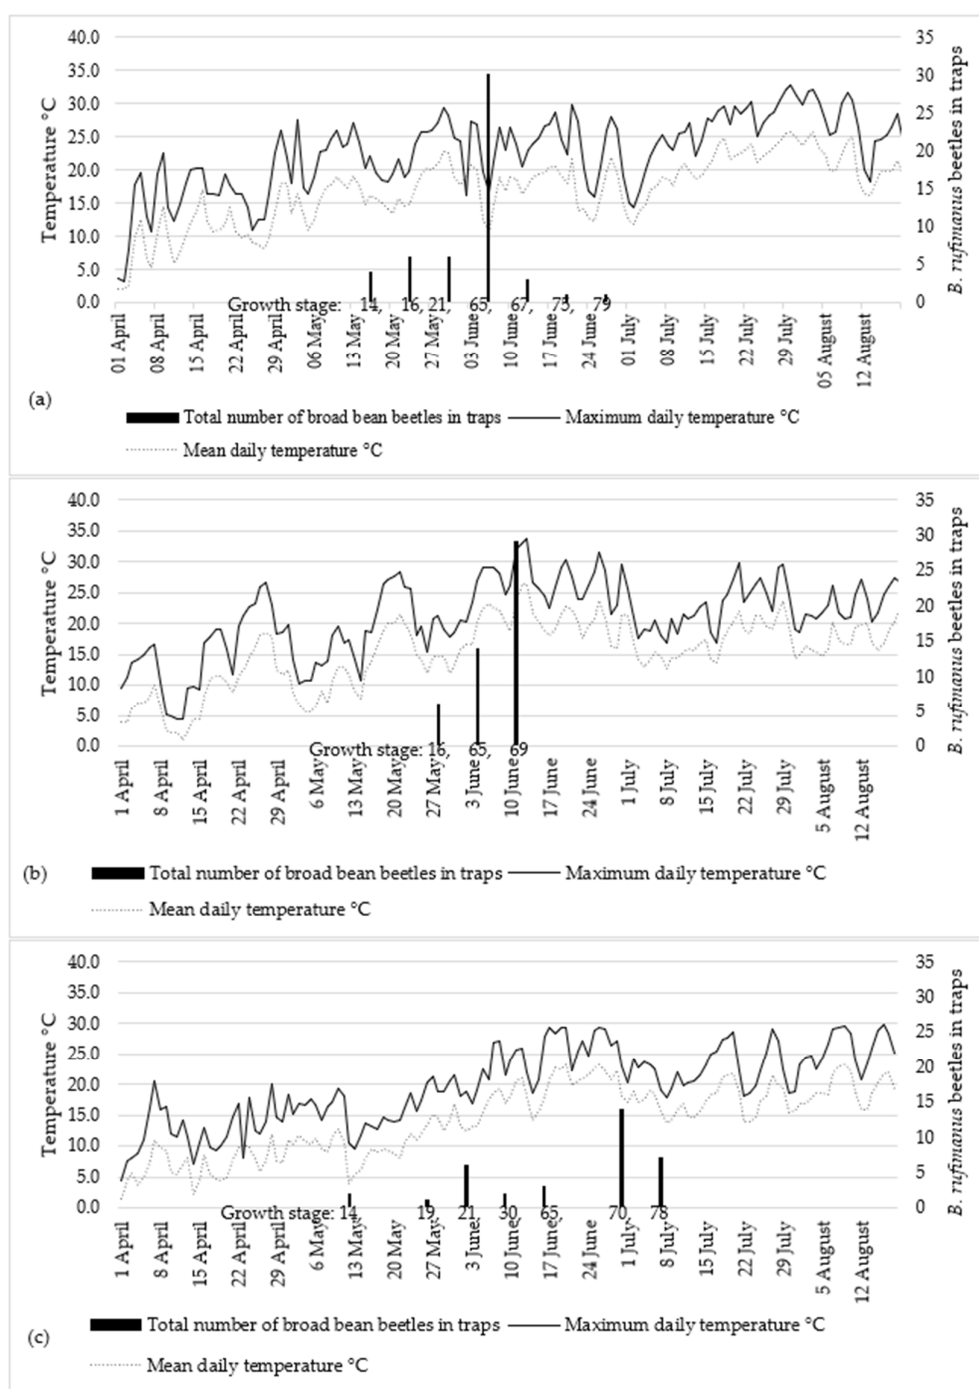 40.0
35.0
30.0
25.0
20.0
15.0
10.0
5.0
0.0
Temperature °C
35
30
25
20
15
10
5
0
B. rufimanus beetles in traps
Growth stage: 14, 16, 21, 65, 67, 73, 79
01 April
08 April
15 April
22 April
29 April
06 May
13 May
20 May
27 May
03 June
10 June
17 June
24 June
01 July
08 July
15 July
22 July
29 July
05 August
12 August
(a)
Total number of broad bean beetles in traps Maximum daily temperature °C
Mean daily temperature °C
40.0
35.0
30.0
25.0
20.0
15.0
10.0
5.0
0.0
Temperature °C
35
30
25
20
15
10
5
0
B. rufimanus beetles in traps
Growth stage: 16, 65, 69
1 April
8 April
15 April
22 April
29 April
6 May
13 May
20 May
27 May
3 June
10 June
17 June
24 June
1 July
8 July
15 July
22 July
29 July
5 August
12 August
(b)
Total number of broad bean beetles in traps Maximum daily temperature °C
Mean daily temperature °C
40.0
35.0
30.0
25.0
20.0
15.0
10.0
5.0
0.0
Temperature °C
35
30
25
20
15
10
5
0
B. rufimanus beetles in traps
Growth stage: 14, 19, 21, 30, 65, 70, 78
1 April
8 April
15 April
22 April
29 April
6 May
13 May
20 May
27 May
3 June
10 June
17 June
24 June
1 July
8 July
15 July
22 July
29 July
5 August
12 August
(c)
Total number of broad bean beetles in traps Maximum daily temperature °C
Mean daily temperature °C